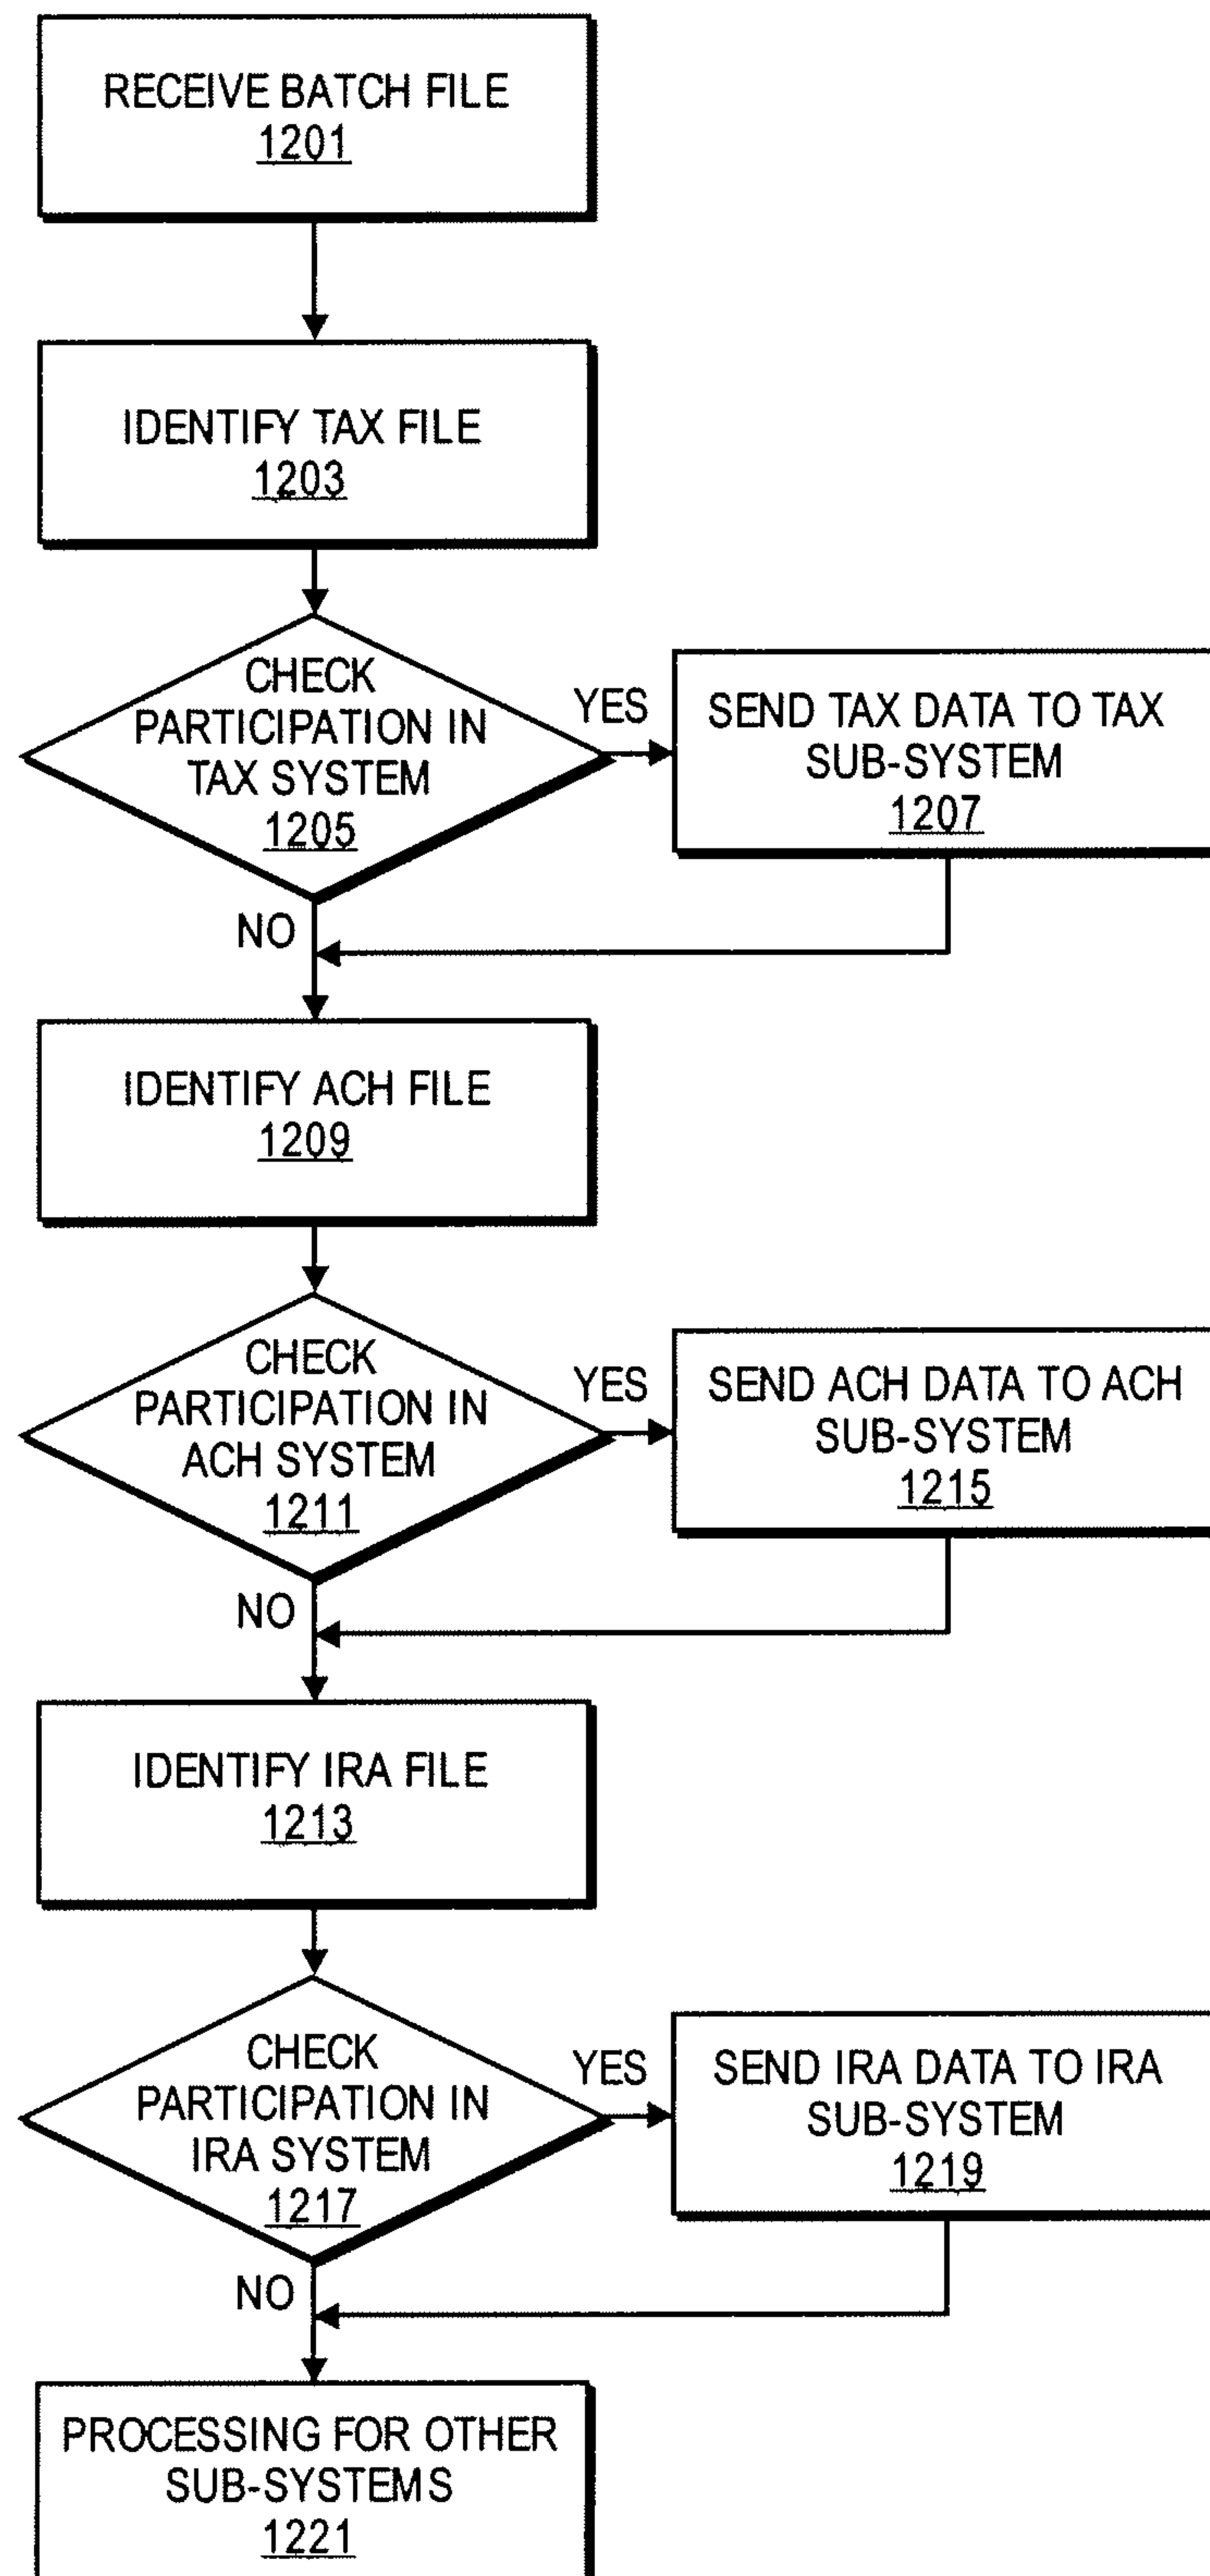 RECEIVE BATCH FILE
1201
IDENTIFY TAX FILE
1203
CHECK
PARTICIPATION IN
TAX SYSTEM
1205
YES
SEND TAX DATA TO TAX
SUB-SYSTEM
1207
NO
IDENTIFY ACH FILE
1209
CHECK
PARTICIPATION IN
ACH SYSTEM
1211
YES
SEND ACH DATA TO ACH
SUB-SYSTEM
1215
NO
IDENTIFY IRA FILE
1213
CHECK
PARTICIPATION IN
IRA SYSTEM
1217
YES
SEND IRA DATA TO IRA
SUB-SYSTEM
1219
NO
PROCESSING FOR OTHER
SUB-SYSTEMS
1221